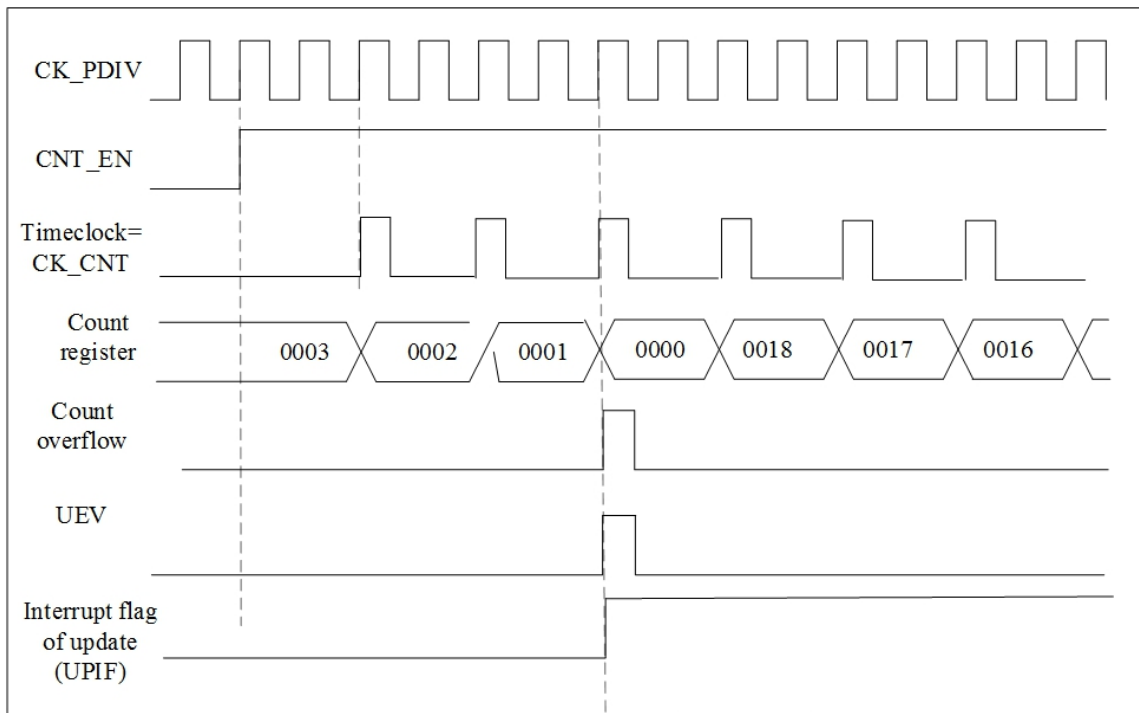 CK_PDIV
CNT_EN
Timeclock=
CK_CNT
Count
register
0003 0002 0001 0000 0018 0017 0016
Count
overflow
UEV
Interrupt flag
of update
(UPIF)